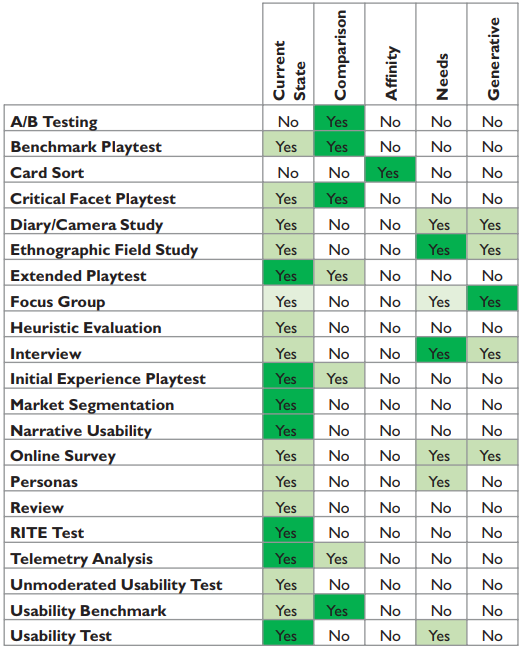 Current State Comparison Affinity Needs Generative
A/B Testing No Yes No No No
Benchmark Playtest Yes Yes No No No
Card Sort No No Yes No No
Critical Facet Playtest Yes Yes No No No
Diary/Camera Study Yes No No Yes Yes
Ethnographic Field Study Yes No No Yes Yes
Extended Playtest Yes Yes No No No
Focus Group Yes No No Yes Yes
Heuristic Evaluation Yes No No No No
Interview Yes No No Yes Yes
Initial Experience Playtest Yes Yes No No No
Market Segmentation Yes No No No No
Narrative Usability Yes No No No No
Online Survey Yes No No Yes Yes
Personas Yes No No Yes No
Review Yes No No No No
RITE Test Yes No No No No
Telemetry Analysis Yes Yes No No No
Unmoderated Usability Test Yes No No No No
Usability Benchmark Yes Yes No No No
Usability Test Yes No No Yes No